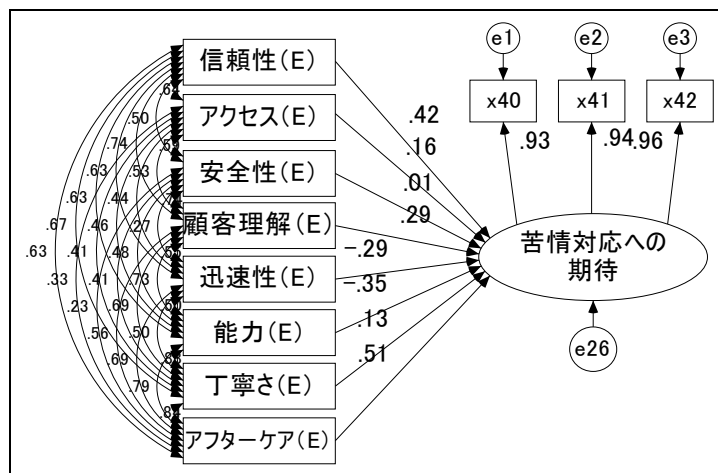 信頼性(E)
アクセス(E)
安全性(E)
顧客理解(E)
迅速性(E)
能力(E)
丁寧さ(E)
アフターケア(E)
e1
e2
e3
x40
x41
x42
.93
.94
.96
苦情対応への
期待
e26
.42
.16
.01
.29
-.29
-.35
.13
.51
.50
.74
.53
.63
.44
.27
.63
.46
.67
.48
.63
.41
.73
.33
.41
.69
.23
.50
.56
.69
.79